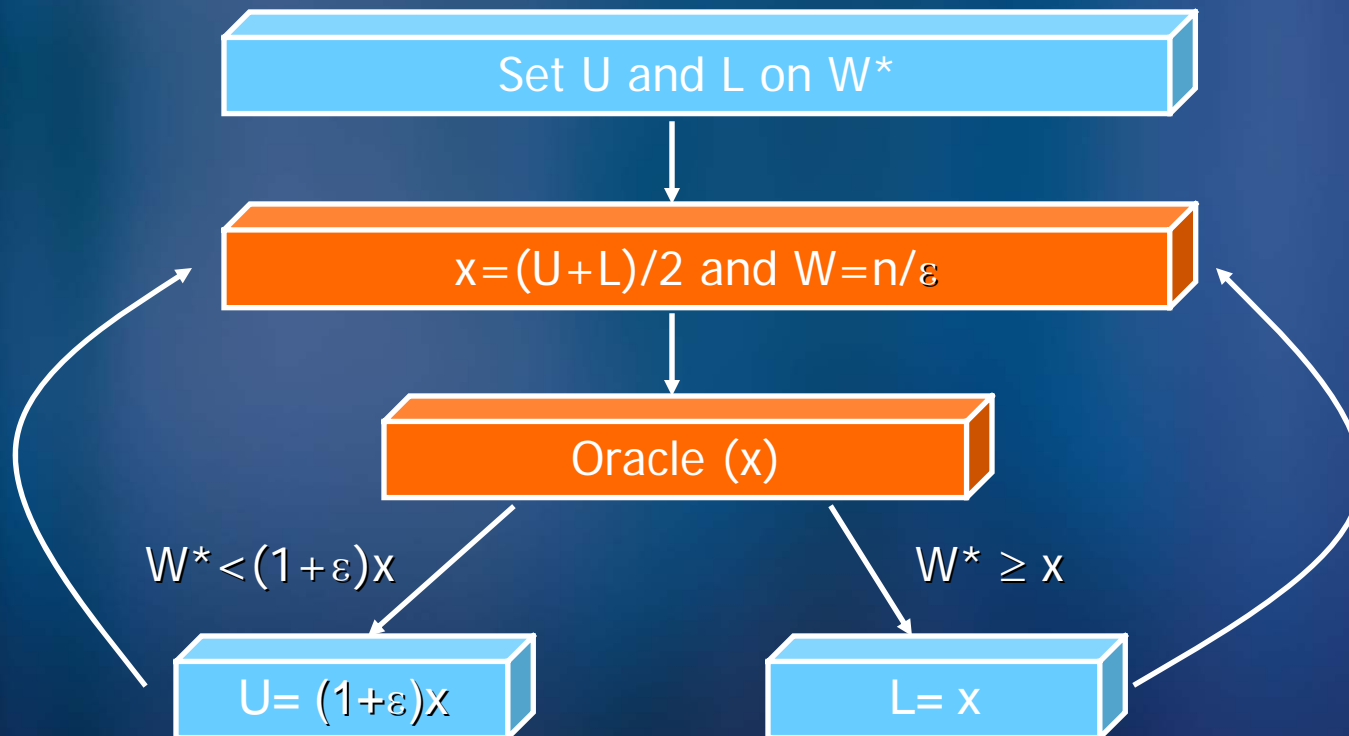 Set U and L on W*
x=(U+L)/2 and W=n/ε
Oracle (x)
W*<(1+ε)x
W* ≥ x
U= (1+ε)x
L= x